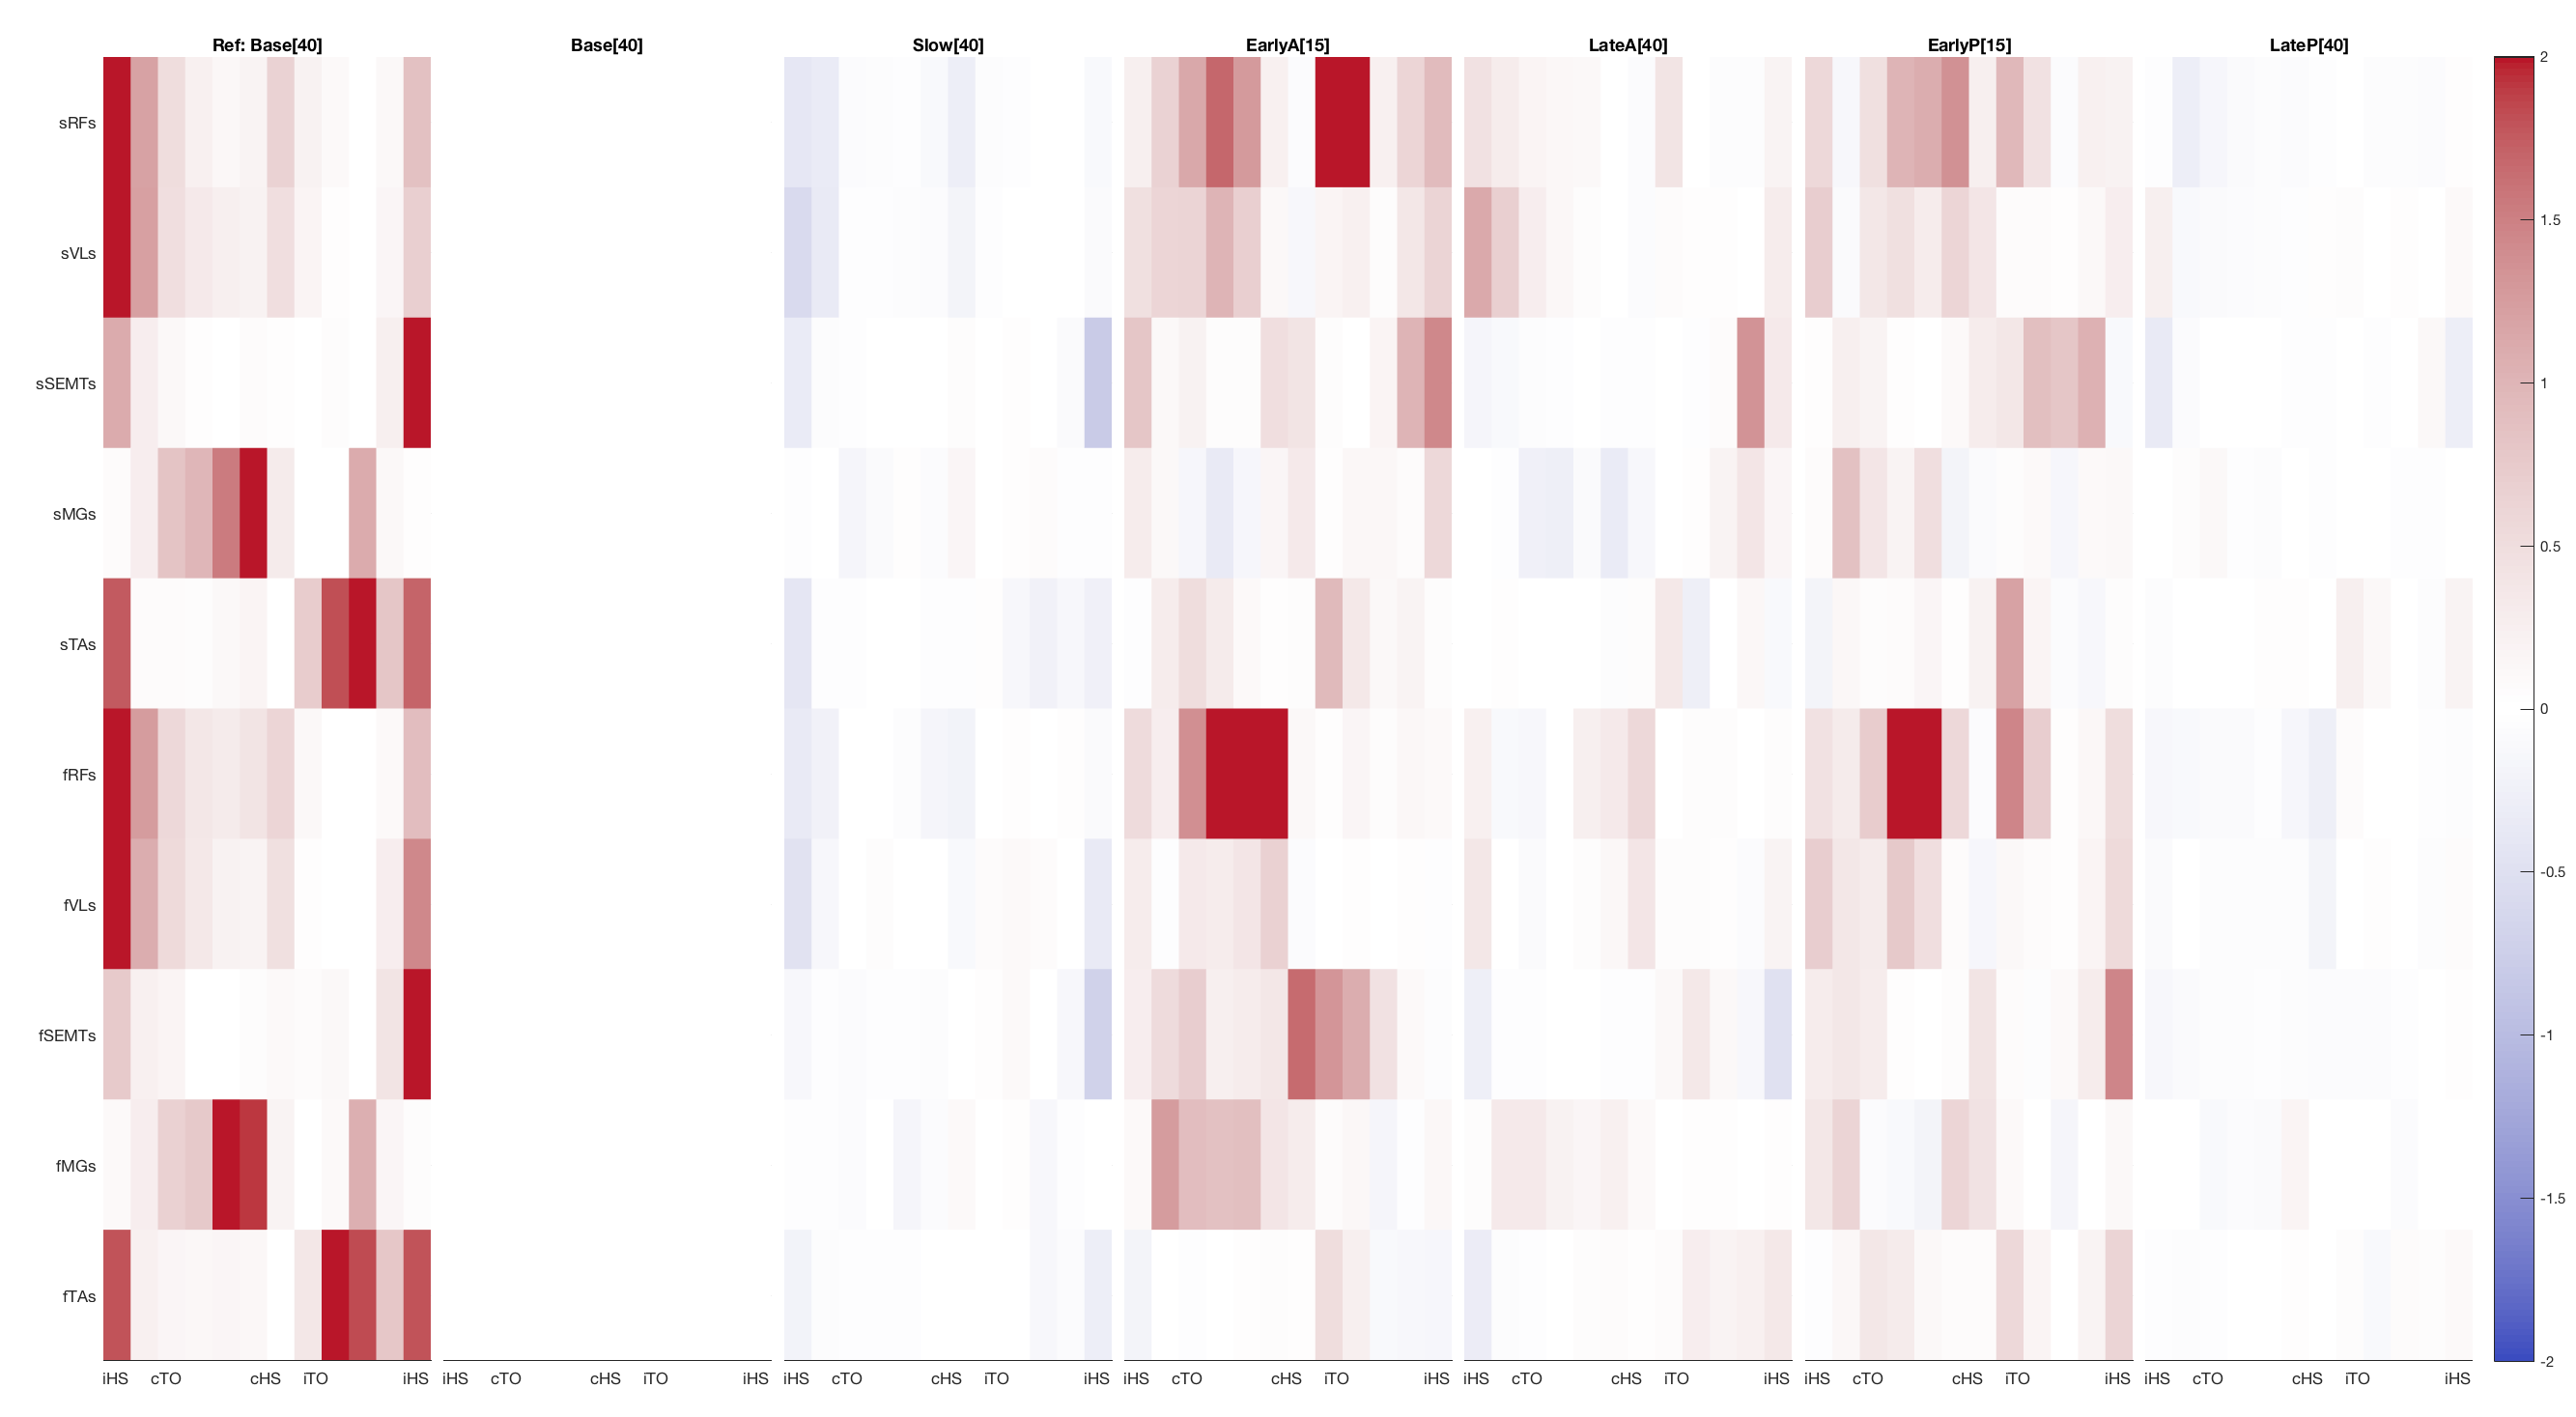 Ref: Base[40] Base[40] Slow[40] EarlyA[15] LateA[40] EarlyP[15] LateP[40]
2
sRFs
1.5
sVLs
1
sSEMTs
0.5
sMGs
sTAs
0
fRFs
-0.5
fVLs
-1
fSEMTs
fMGs
-1.5
fTAs
-2
iHS cTO cHS iTO iHS iHS cTO cHS iTO iHS iHS cTO cHS iTO iHS iHS cTO cHS iTO iHS iHS cTO cHS iTO iHS iHS cTO cHS iTO iHS iHS cTO cHS iTO iHS